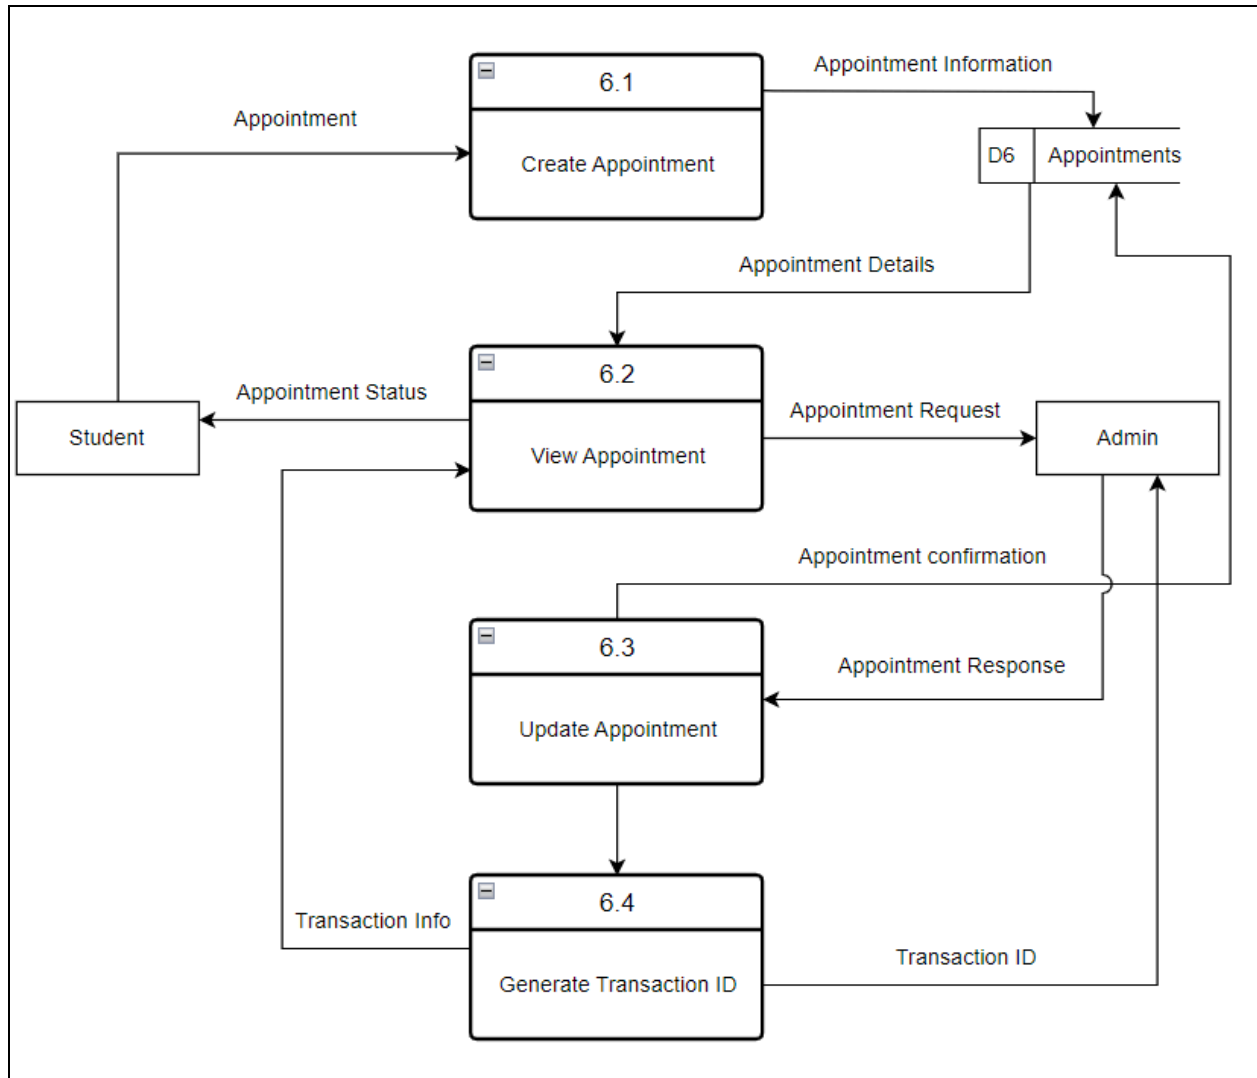 6.1
Appointment Information
Appointment
Create Appointment
D6
Appointments
Appointment Details
6.2
Appointment Status
Appointment Request
Student
View Appointment
Admin
Appointment confirmation
6.3
Appointment Response
Update Appointment
6.4
Transaction Info
Generate Transaction ID
Transaction ID